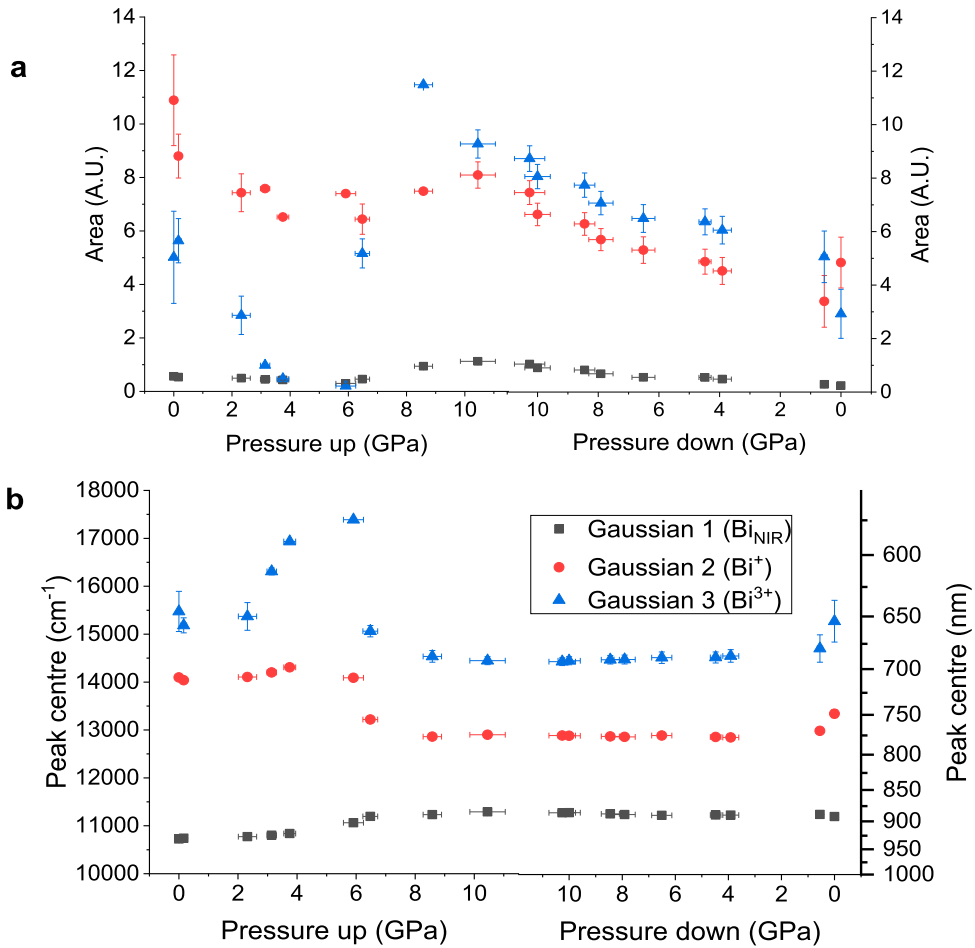 a
14
12
10
8
6
4
2
0
Area (A.U.)
14
12
10
8
6
4
2
0
Area (A.U.)
0 2 4 6 8 10 10 8 6 4 2 0
Pressure up (GPa) Pressure down (GPa)
b
18000
17000
16000
15000
14000
13000
12000
11000
10000
Peak centre (cm⁻¹)
Gaussian 1 (Bi_NIR)
Gaussian 2 (Bi⁺)
Gaussian 3 (Bi³⁺)
600
650
700
750
800
850
900
950
1000
Peak centre (nm)
0 2 4 6 8 10 10 8 6 4 2 0
Pressure up (GPa) Pressure down (GPa)